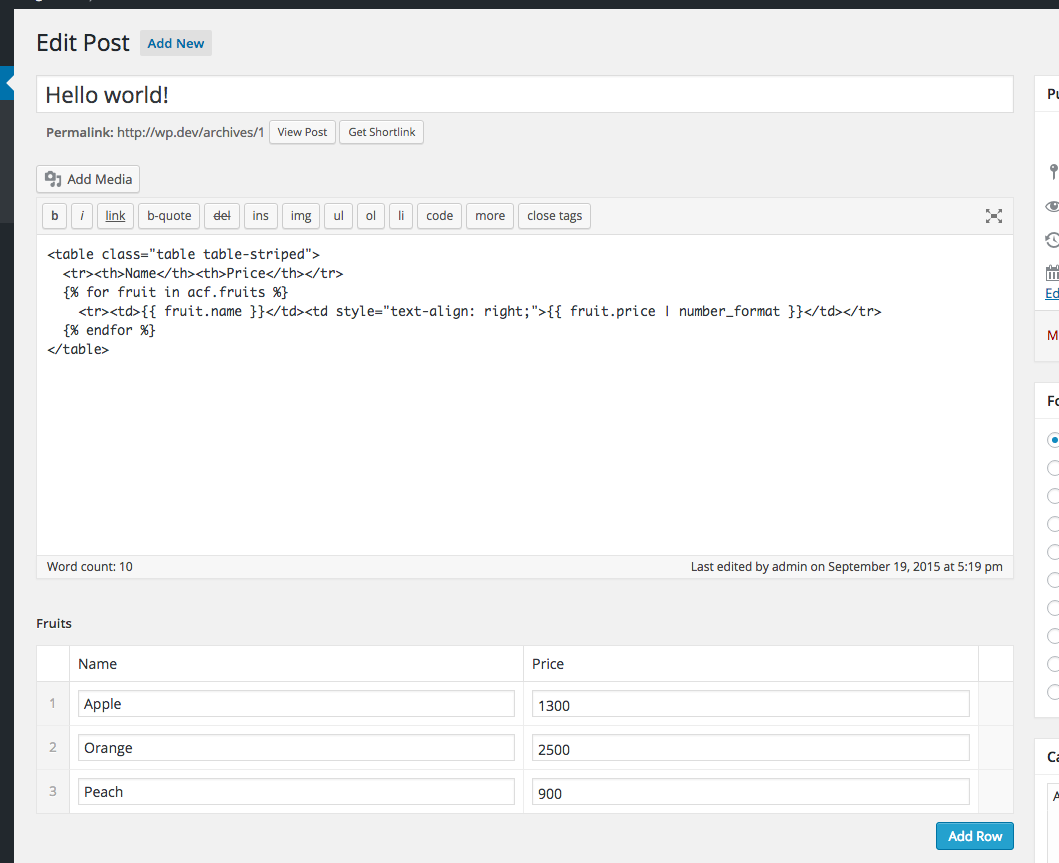 Edit Post Add New
Hello world!
Permalink: http://wp.dev/archives/1 View Post Get Shortlink
Add Media
b i link b-quote del ins img ul ol li code more close tags
<table class="table table-striped">
  <tr><th>Name</th><th>Price</th></tr>
  {% for fruit in acf.fruits %}
    <tr><td>{{ fruit.name }}</td><td style="text-align: right;">{{ fruit.price | number_format }}</td></tr>
  {% endfor %}
</table>
Word count: 10 Last edited by admin on September 19, 2015 at 5:19 pm
Fruits
Name Price
1 Apple 1300
2 Orange 2500
3 Peach 900
Add Row